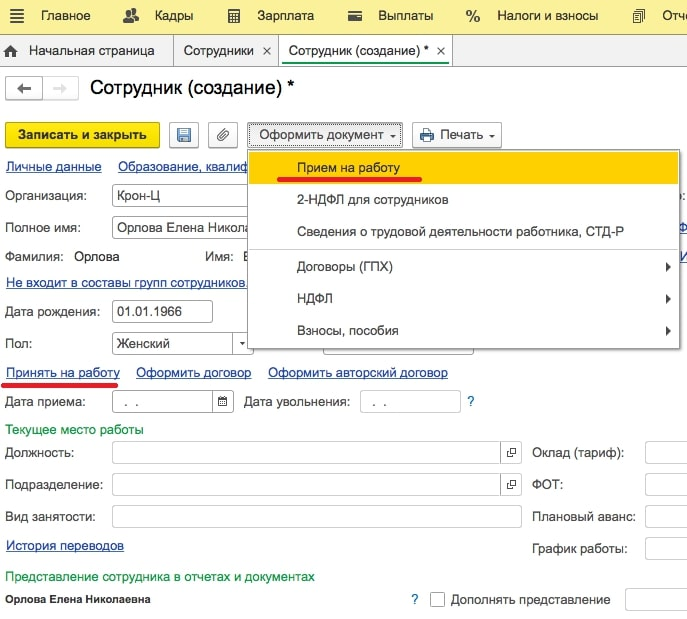 Главное Кадры Зарплата Выплаты % Налоги и взносы Отче
Начальная страница Сотрудники × Сотрудник (создание) * ×
Сотрудник (создание) *
Записать и закрыть Оформить документ Печать
Личные данные Образование, квалиф
Прием на работу
Организация: Крон-Ц
2-НДФЛ для сотрудников
Полное имя: Орлова Елена Никола
Сведения о трудовой деятельности работника, СТД-Р
Фамилия: Орлова Имя:
Договоры (ГПХ)
Не входит в составы групп сотрудников.
НДФЛ
Дата рождения: 01.01.1966
Взносы, пособия
Пол: Женский
Принять на работу Оформить договор Оформить авторский договор
Дата приема: . . Дата увольнения: . . ?
Текущее место работы
Должность: Оклад (тариф):
Подразделение: ФОТ:
Вид занятости: Плановый аванс:
История переводов График работы:
Представление сотрудника в отчетах и документах
Орлова Елена Николаевна ? Дополнять представление